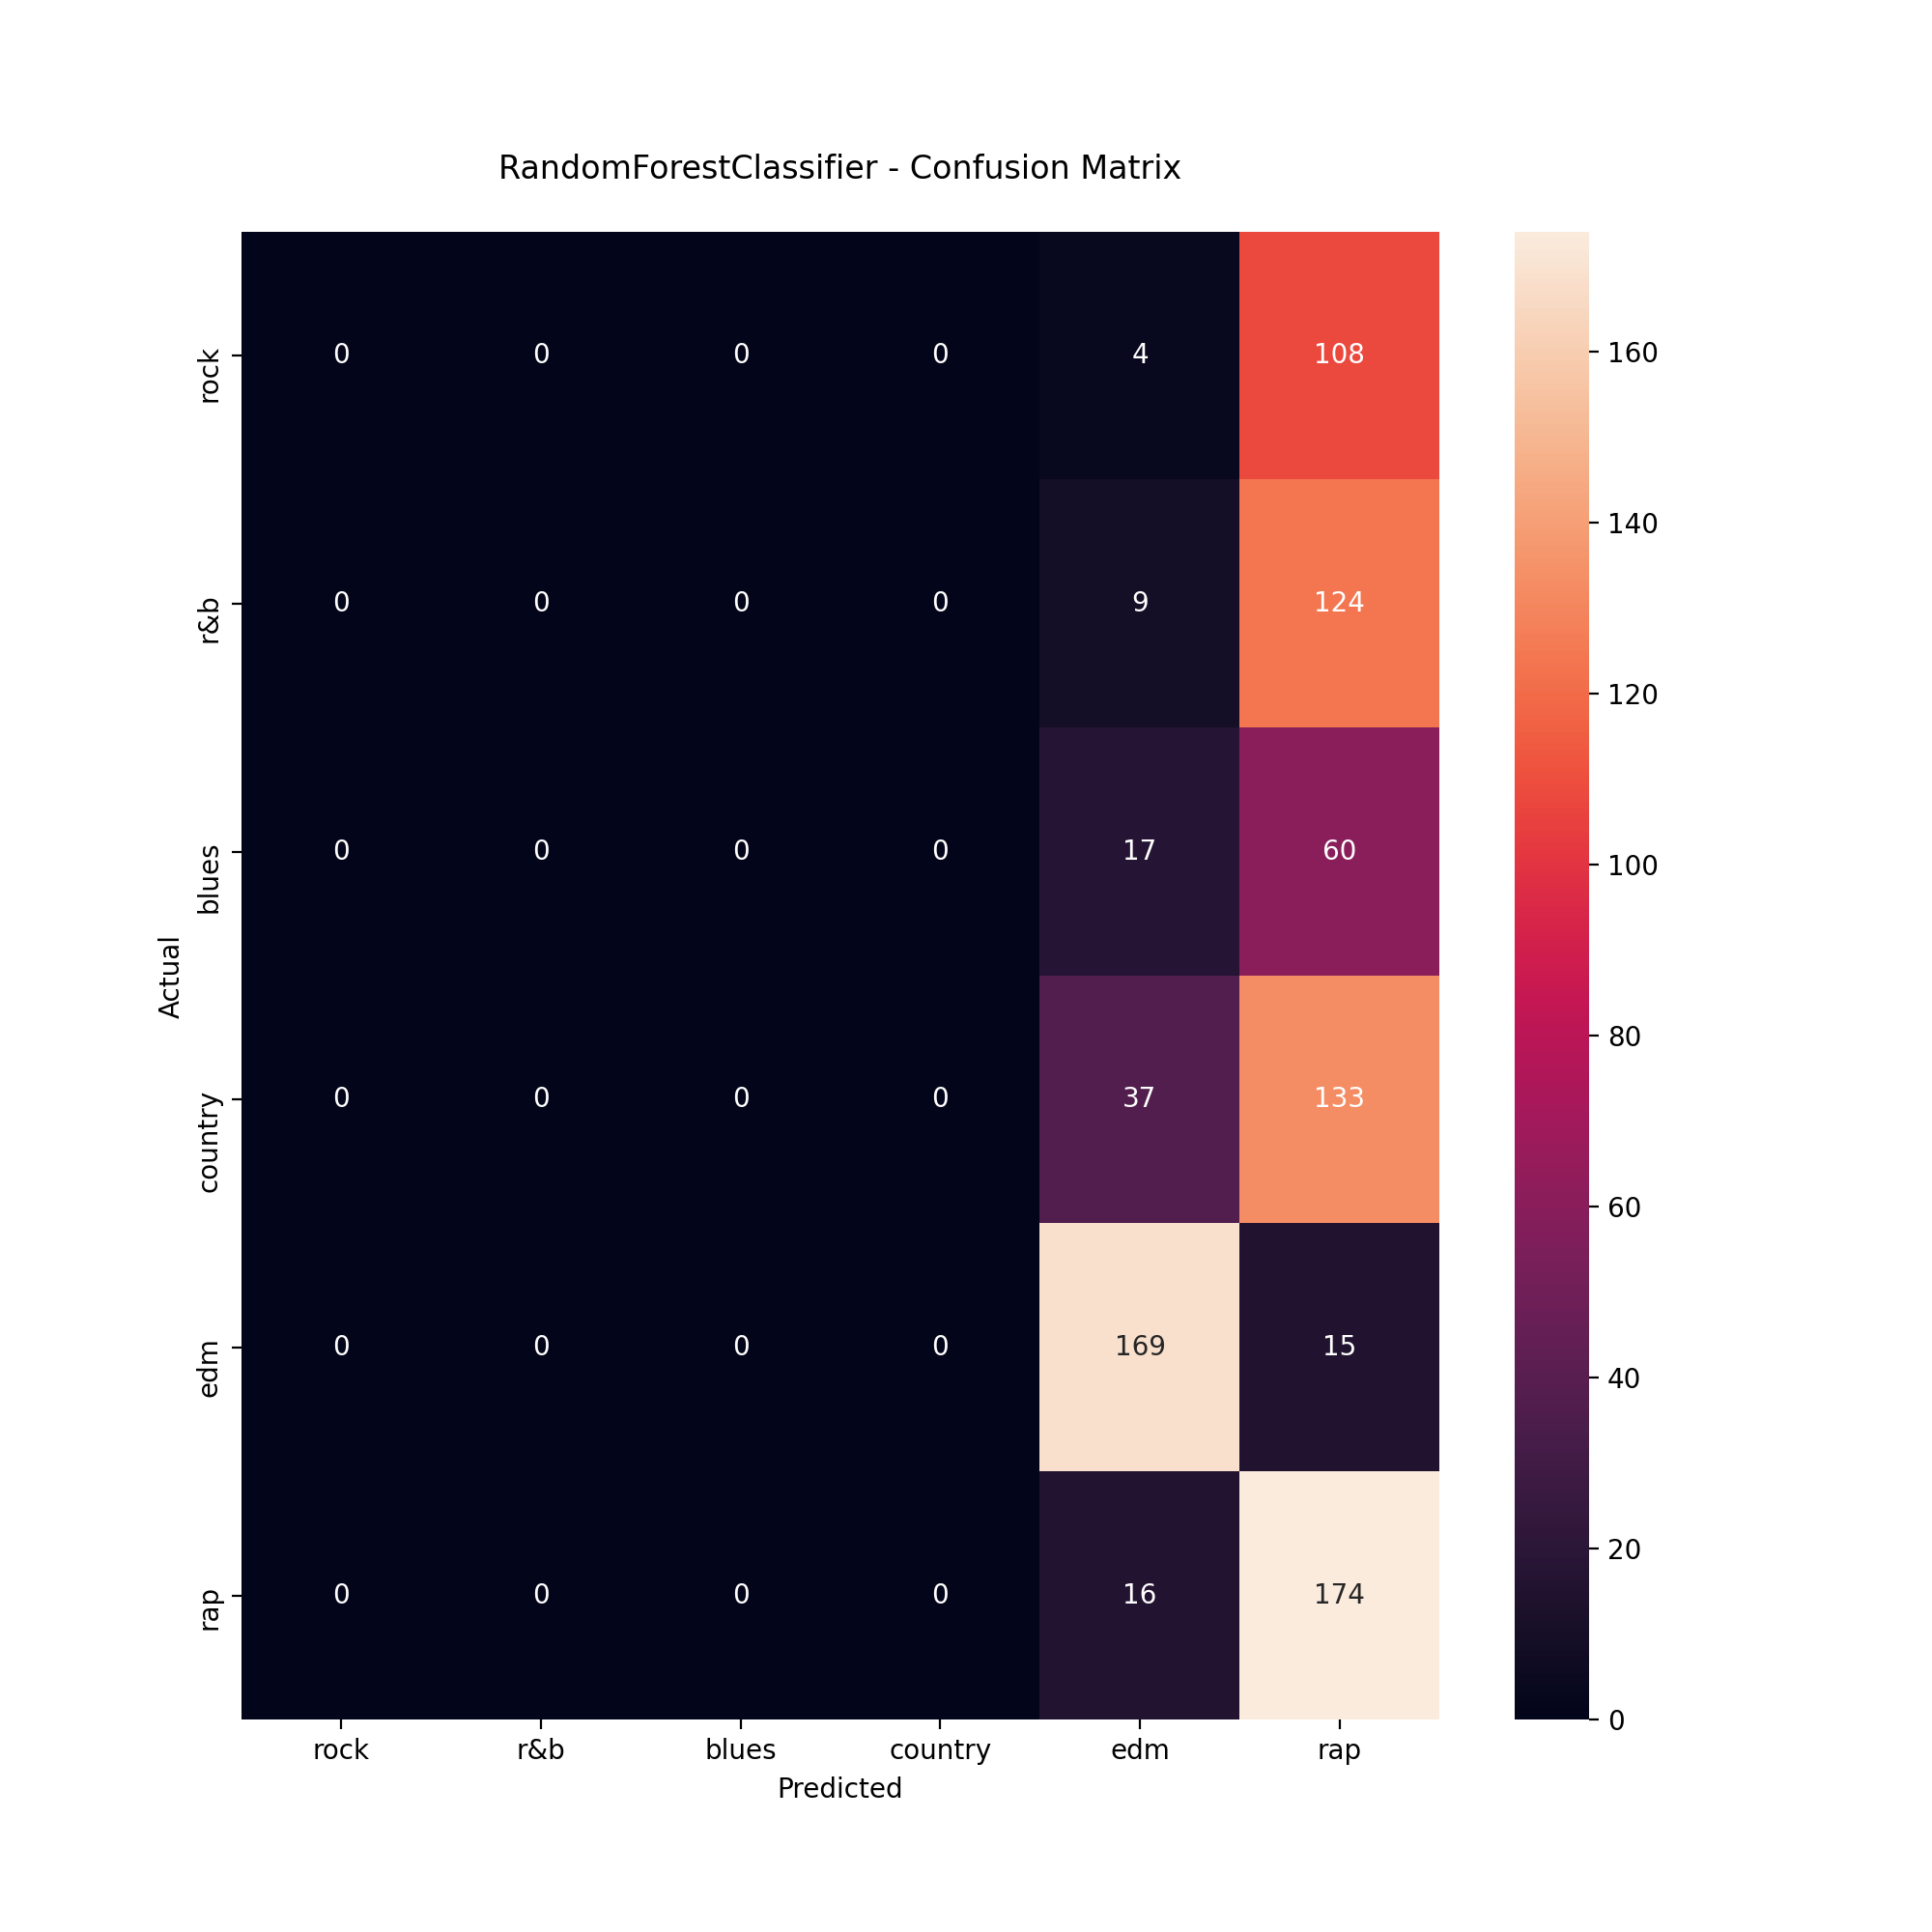 RandomForestClassifier - Confusion Matrix
rock 0 0 0 0 4 108
r&b 0 0 0 0 9 124
blues 0 0 0 0 17 60
country 0 0 0 0 37 133
edm 0 0 0 0 169 15
rap 0 0 0 0 16 174
Actual
rock r&b blues country edm rap
Predicted
160
140
120
100
80
60
40
20
0